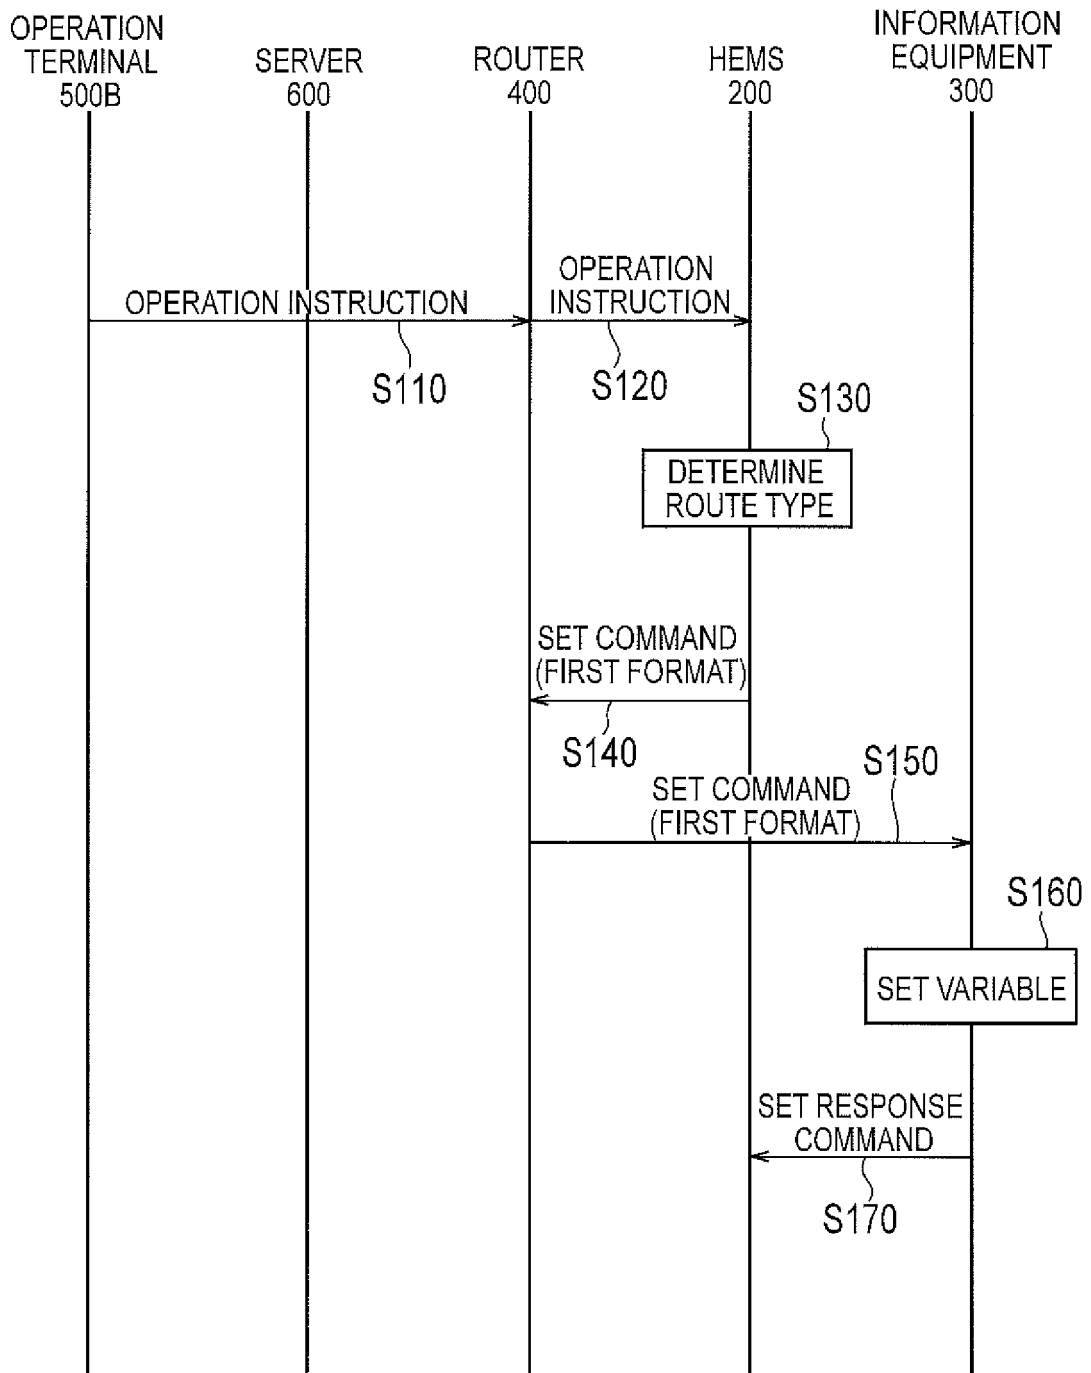 OPERATION
TERMINAL
500B
SERVER
600
ROUTER
400
HEMS
200
INFORMATION
EQUIPMENT
300
OPERATION INSTRUCTION
S110
OPERATION
INSTRUCTION
S120
S130
DETERMINE
ROUTE TYPE
SET COMMAND
(FIRST FORMAT)
S140
S150
SET COMMAND
(FIRST FORMAT)
S160
SET VARIABLE
SET RESPONSE
COMMAND
S170